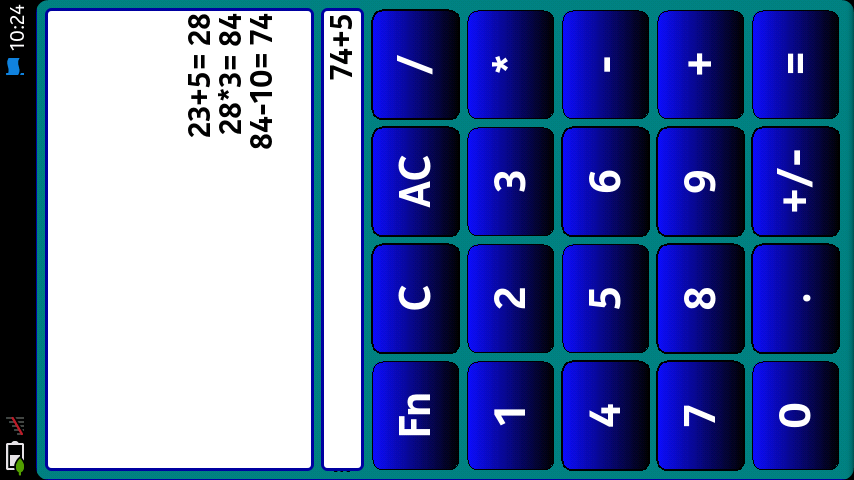 10:24
23+5= 28
28*3= 84
84-10= 74
74+5
Fn C AC /
1 2 3 *
4 5 6 -
7 8 9 +
0 . +/- =